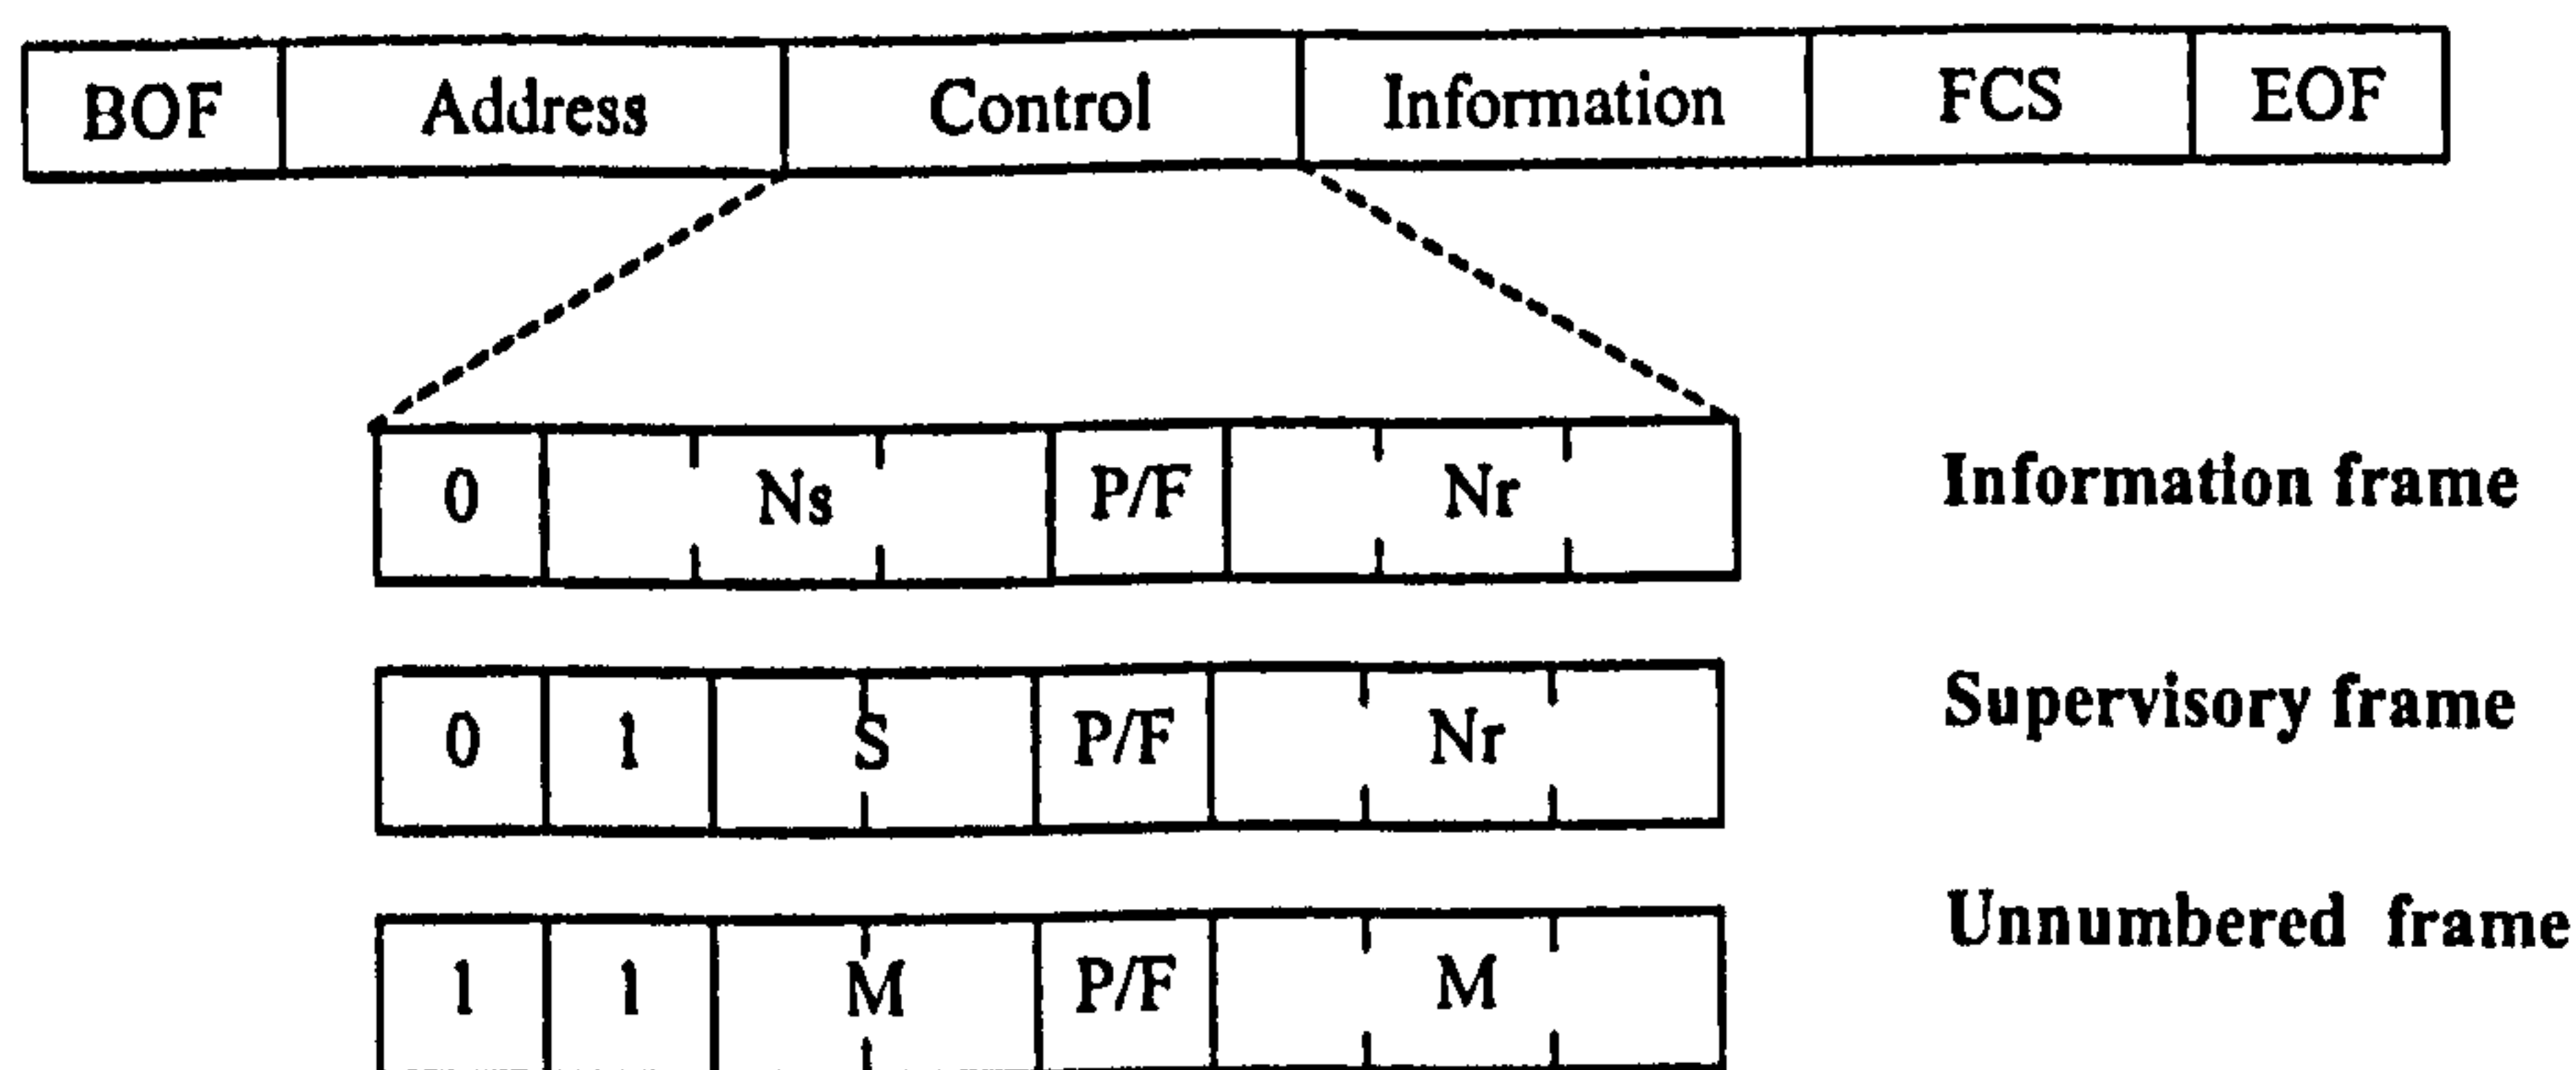 BOF Address Control Information FCS EOF
0 Ns P/F Nr Information frame
0 1 S P/F Nr Supervisory frame
1 1 M P/F M Unnumbered frame